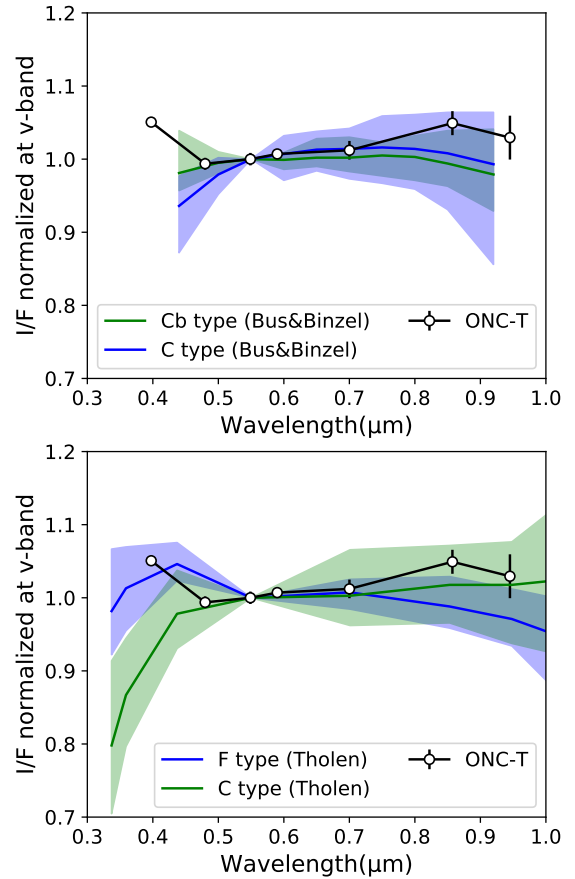 1.2
1.1
1.0
0.9
0.8
0.7
I/F normalized at v-band
Cb type (Bus&Binzel)
C type (Bus&Binzel)
ONC-T
0.3 0.4 0.5 0.6 0.7 0.8 0.9 1.0
Wavelength(μm)
1.2
1.1
1.0
0.9
0.8
0.7
I/F normalized at v-band
F type (Tholen)
C type (Tholen)
ONC-T
0.3 0.4 0.5 0.6 0.7 0.8 0.9 1.0
Wavelength(μm)